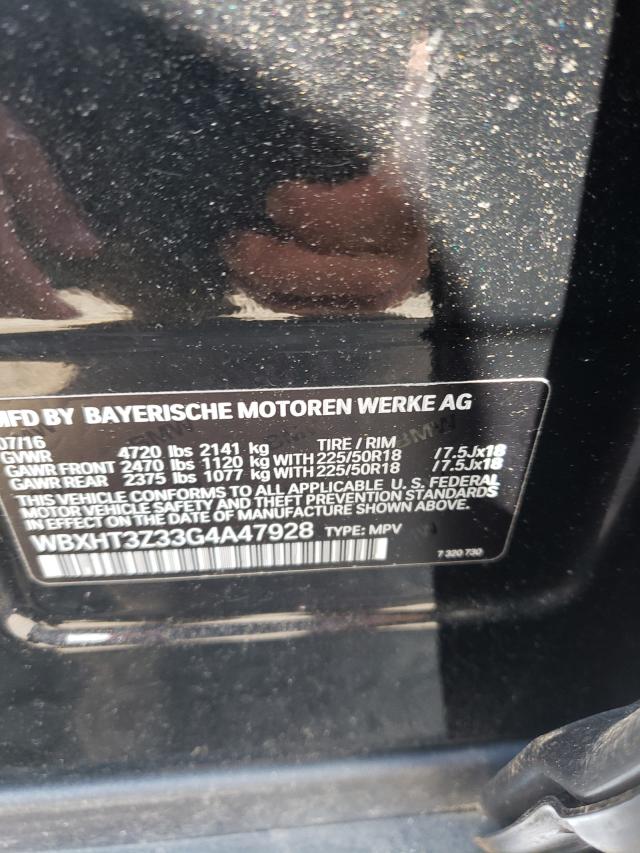 MFD BY BAYERISCHE MOTOREN WERKE AG
07/16
GVWR 4720 lbs 2141 kg TIRE / RIM
GAWR FRONT 2470 lbs 1120 kg WITH 225/50R18 /7.5Jx18
GAWR REAR 2375 lbs 1077 kg WITH 225/50R18 /7.5Jx18
THIS VEHICLE CONFORMS TO ALL APPLICABLE U. S. FEDERAL
MOTOR VEHICLE SAFETY AND THEFT PREVENTION STANDARDS
IN EFFECT ON THE DATE OF MANUFACTURE SHOWN ABOVE.
WBXHT3Z33G4A47928 TYPE: MPV
7 320 730